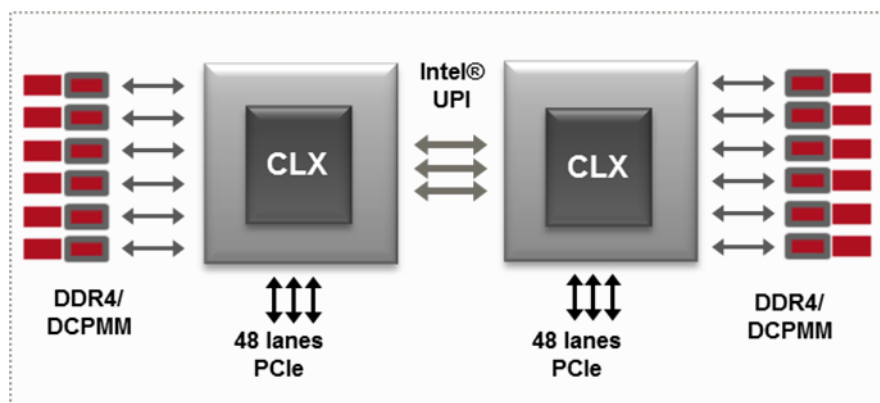 Intel®
UPI
CLX
CLX
DDR4/
DCPMM
48 lanes
PCIe
48 lanes
PCIe
DDR4/
DCPMM